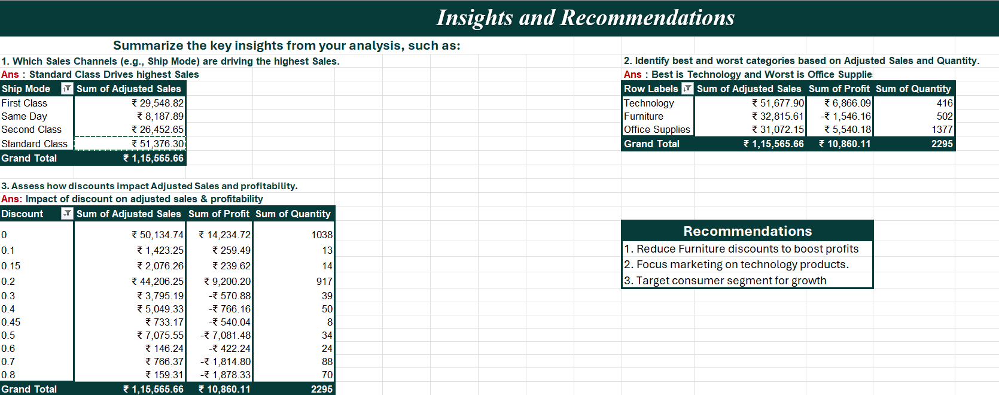 Insights and Recommendations
Summarize the key insights from your analysis, such as:
1. Which Sales Channels (e.g., Ship Mode) are driving the highest Sales.
Ans : Standard Class Drives highest Sales
Ship Mode Sum of Adjusted Sales
First Class ₹ 29,548.82
Same Day ₹ 8,187.89
Second Class ₹ 26,452.65
Standard Class ₹ 51,376.30
Grand Total ₹ 1,15,565.66
2. Identify best and worst categories based on Adjusted Sales and Quantity.
Ans : Best is Technology and Worst is Office Supplie
Row Labels Sum of Adjusted Sales Sum of Profit Sum of Quantity
Technology ₹ 51,677.90 ₹ 6,866.09 416
Furniture ₹ 32,815.61 -₹ 1,546.16 502
Office Supplies ₹ 31,072.15 ₹ 5,540.18 1377
Grand Total ₹ 1,15,565.66 ₹ 10,860.11 2295
3. Assess how discounts impact Adjusted Sales and profitability.
Ans: Impact of discount on adjusted sales & profitability
Discount Sum of Adjusted Sales Sum of Profit Sum of Quantity
0 ₹ 50,134.74 ₹ 14,234.72 1038
0.1 ₹ 1,423.25 ₹ 259.49 13
0.15 ₹ 2,076.26 ₹ 239.62 14
0.2 ₹ 44,206.25 ₹ 9,200.20 917
0.3 ₹ 3,795.19 -₹ 570.88 39
0.4 ₹ 5,049.33 -₹ 766.16 50
0.45 ₹ 733.17 -₹ 540.04 8
0.5 ₹ 7,075.55 -₹ 7,081.48 34
0.6 ₹ 146.24 -₹ 422.24 24
0.7 ₹ 766.37 -₹ 1,814.80 88
0.8 ₹ 159.31 -₹ 1,878.33 70
Grand Total ₹ 1,15,565.66 ₹ 10,860.11 2295
Recommendations
1. Reduce Furniture discounts to boost profits
2. Focus marketing on technology products.
3. Target consumer segment for growth